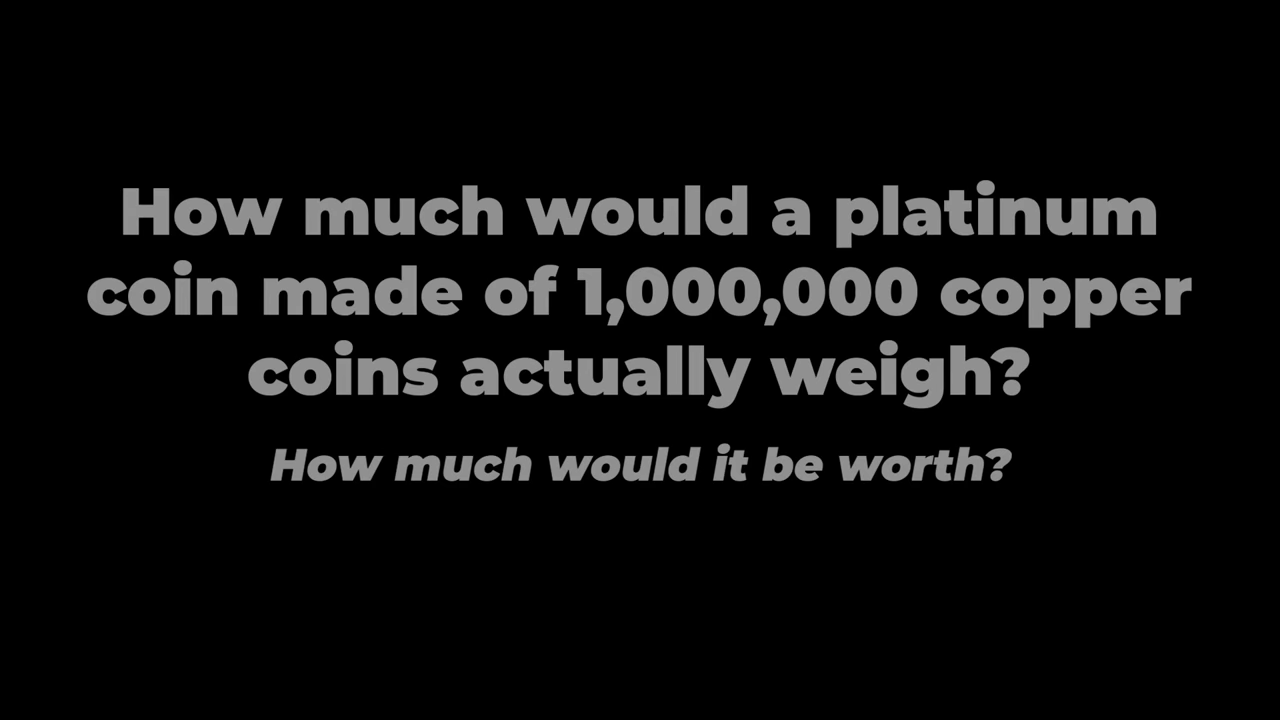 How much would a platinum
coin made of 1,000,000 copper
coins actually weigh?
How much would it be worth?